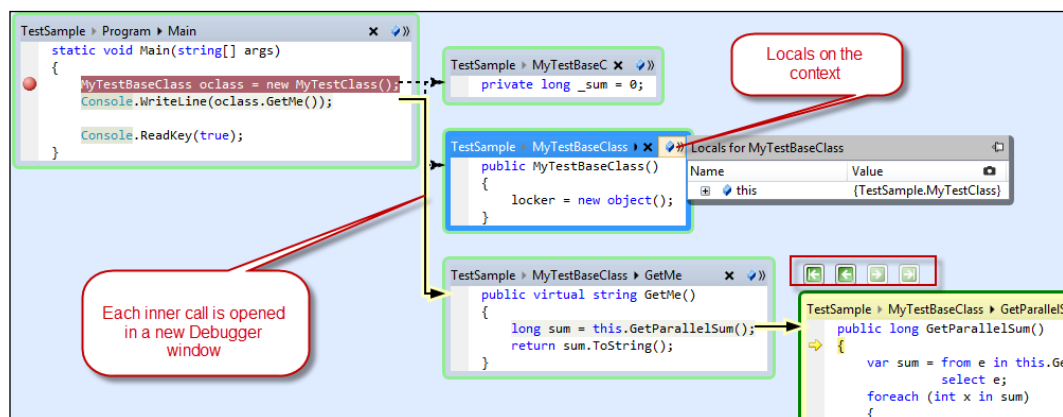 TestSample Program Main
static void Main(string[] args)
{
MyTestBaseClass oclass = new MyTestClass();
Console.WriteLine(oclass.GetMe());
Console.ReadKey(true);
}
TestSample MyTestBaseC
private long _sum = 0;
Locals on the
context
TestSample MyTestBaseClass
public MyTestBaseClass()
{
locker = new object();
}
Locals for MyTestBaseClass
Name Value
this {TestSample.MyTestClass}
Each inner call is opened
in a new Debugger
window
TestSample MyTestBaseClass GetMe
public virtual string GetMe()
{
long sum = this.GetParallelSum();
return sum.ToString();
}
TestSample MyTestBaseClass GetParallelS
public long GetParallelSum()
{
var sum = from e in this.Ge
select e;
foreach (int x in sum)
{